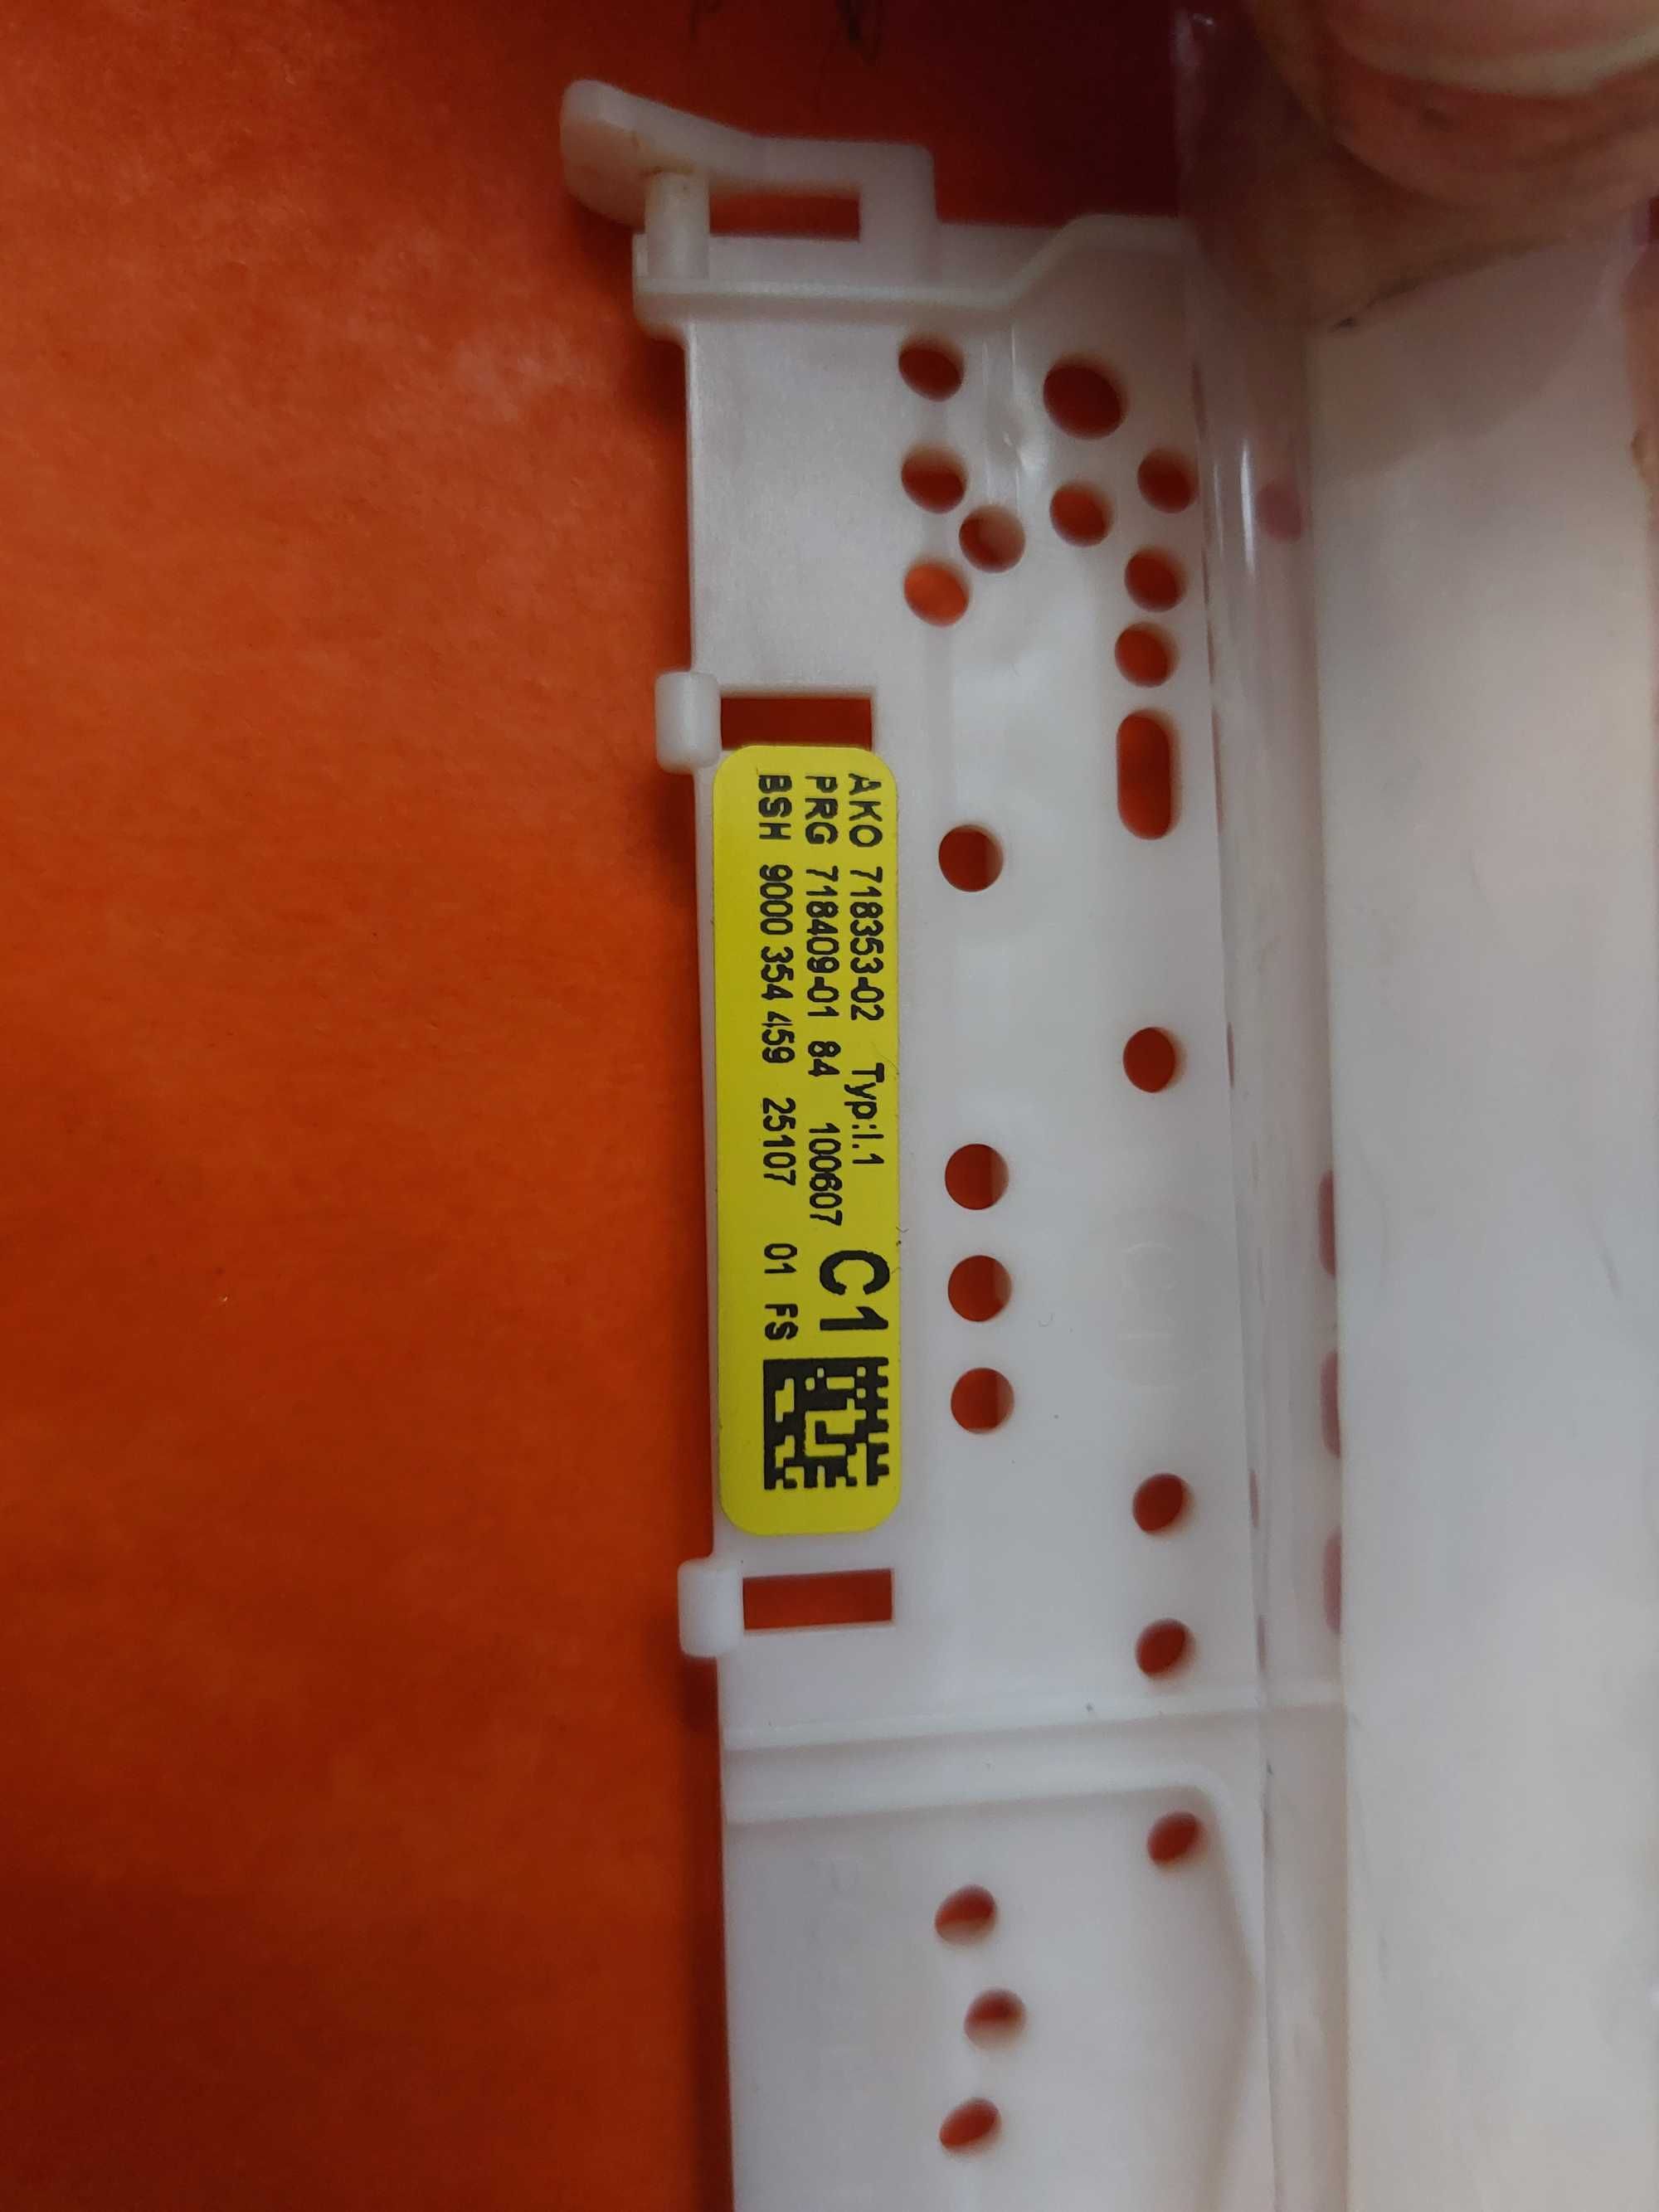 AKO 718353-02 Typ:I.1
PRG 718409-01 84 100607 C1
BSH 9000 354 459 25107 01 FS